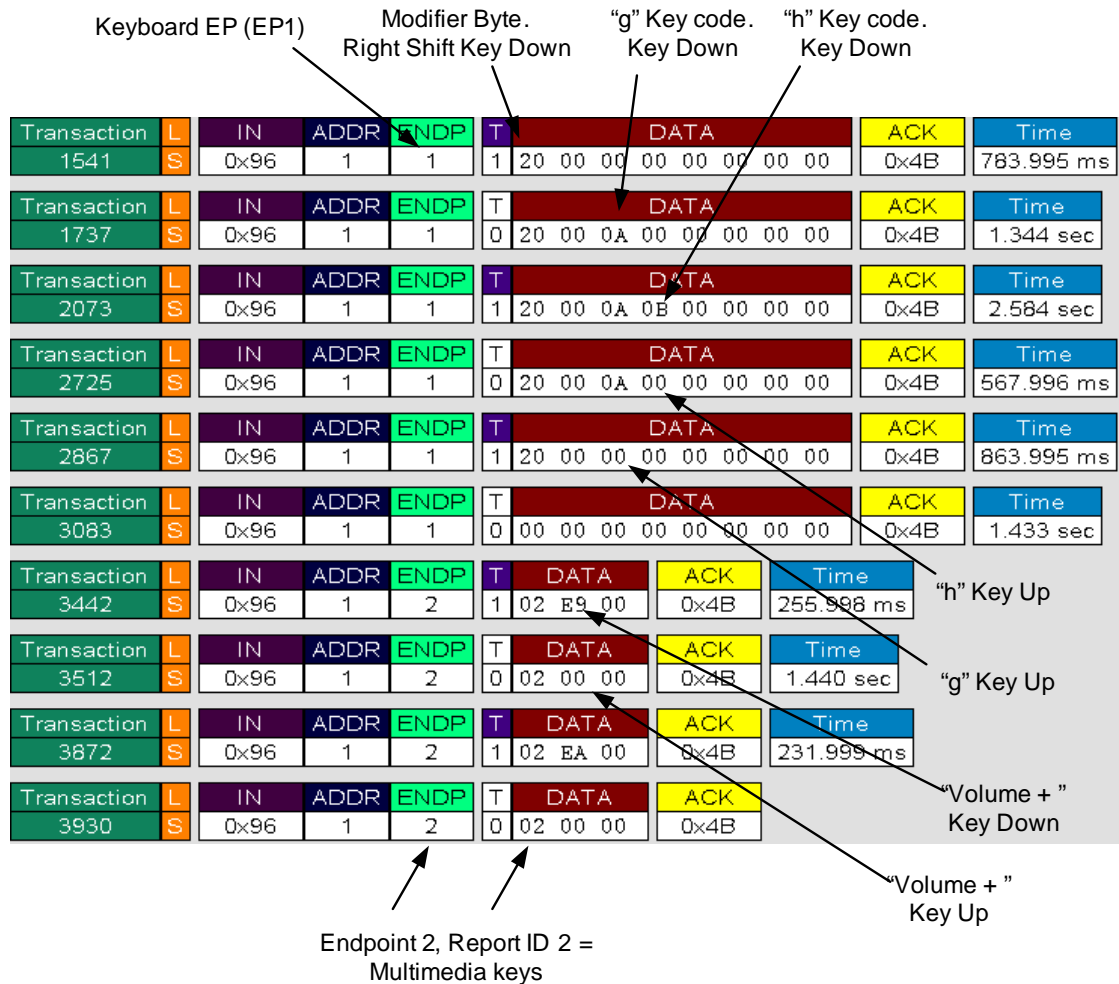 Keyboard EP (EP1)
Modifier Byte.
Right Shift Key Down
“g” Key code.
Key Down
“h” Key code.
Key Down
Transaction L IN ADDR ENDP T DATA ACK Time
1541 S 0x96 1 1 1 20 00 00 00 00 00 00 00 0x4B 783.995 ms
Transaction L IN ADDR ENDP T DATA ACK Time
1737 S 0x96 1 1 0 20 00 0A 00 00 00 00 00 0x4B 1.344 sec
Transaction L IN ADDR ENDP T DATA ACK Time
2073 S 0x96 1 1 1 20 00 0A 0B 00 00 00 00 0x4B 2.584 sec
Transaction L IN ADDR ENDP T DATA ACK Time
2725 S 0x96 1 1 0 20 00 0A 00 00 00 00 00 0x4B 567.996 ms
Transaction L IN ADDR ENDP T DATA ACK Time
2867 S 0x96 1 1 1 20 00 00 00 00 00 00 00 0x4B 863.995 ms
Transaction L IN ADDR ENDP T DATA ACK Time
3083 S 0x96 1 1 0 00 00 00 00 00 00 00 00 0x4B 1.433 sec
Transaction L IN ADDR ENDP T DATA ACK Time
3442 S 0x96 1 2 1 02 E9 00 0x4B 255.998 ms
“h” Key Up
Transaction L IN ADDR ENDP T DATA ACK Time
3512 S 0x96 1 2 0 02 00 00 0x4B 1.440 sec
“g” Key Up
Transaction L IN ADDR ENDP T DATA ACK Time
3872 S 0x96 1 2 1 02 EA 00 0x4B 231.999 ms
“Volume + ”
Key Down
Transaction L IN ADDR ENDP T DATA ACK
3930 S 0x96 1 2 0 02 00 00 0x4B
“Volume + ”
Key Up
Endpoint 2, Report ID 2 =
Multimedia keys